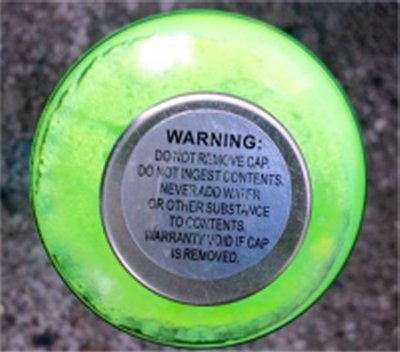 WARNING:
DO NOT REMOVE CAP.
DO NOT INGEST CONTENTS.
NEVER ADD WATER
OR OTHER SUBSTANCE
TO CONTENTS.
WARRANTY VOID IF CAP
IS REMOVED.